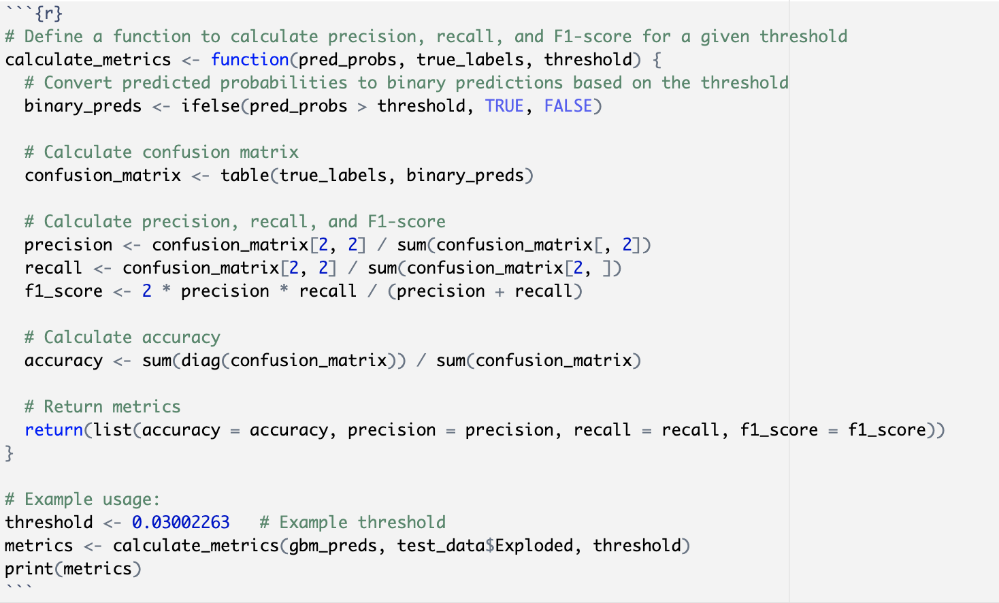 ```{r}
# Define a function to calculate precision, recall, and F1-score for a given threshold
calculate_metrics <- function(pred_probs, true_labels, threshold) {
  # Convert predicted probabilities to binary predictions based on the threshold
  binary_preds <- ifelse(pred_probs > threshold, TRUE, FALSE)

  # Calculate confusion matrix
  confusion_matrix <- table(true_labels, binary_preds)

  # Calculate precision, recall, and F1-score
  precision <- confusion_matrix[2, 2] / sum(confusion_matrix[, 2])
  recall <- confusion_matrix[2, 2] / sum(confusion_matrix[2, ])
  f1_score <- 2 * precision * recall / (precision + recall)

  # Calculate accuracy
  accuracy <- sum(diag(confusion_matrix)) / sum(confusion_matrix)

  # Return metrics
  return(list(accuracy = accuracy, precision = precision, recall = recall, f1_score = f1_score))
}

# Example usage:
threshold <- 0.03002263   # Example threshold
metrics <- calculate_metrics(gbm_preds, test_data$Exploded, threshold)
print(metrics)
```